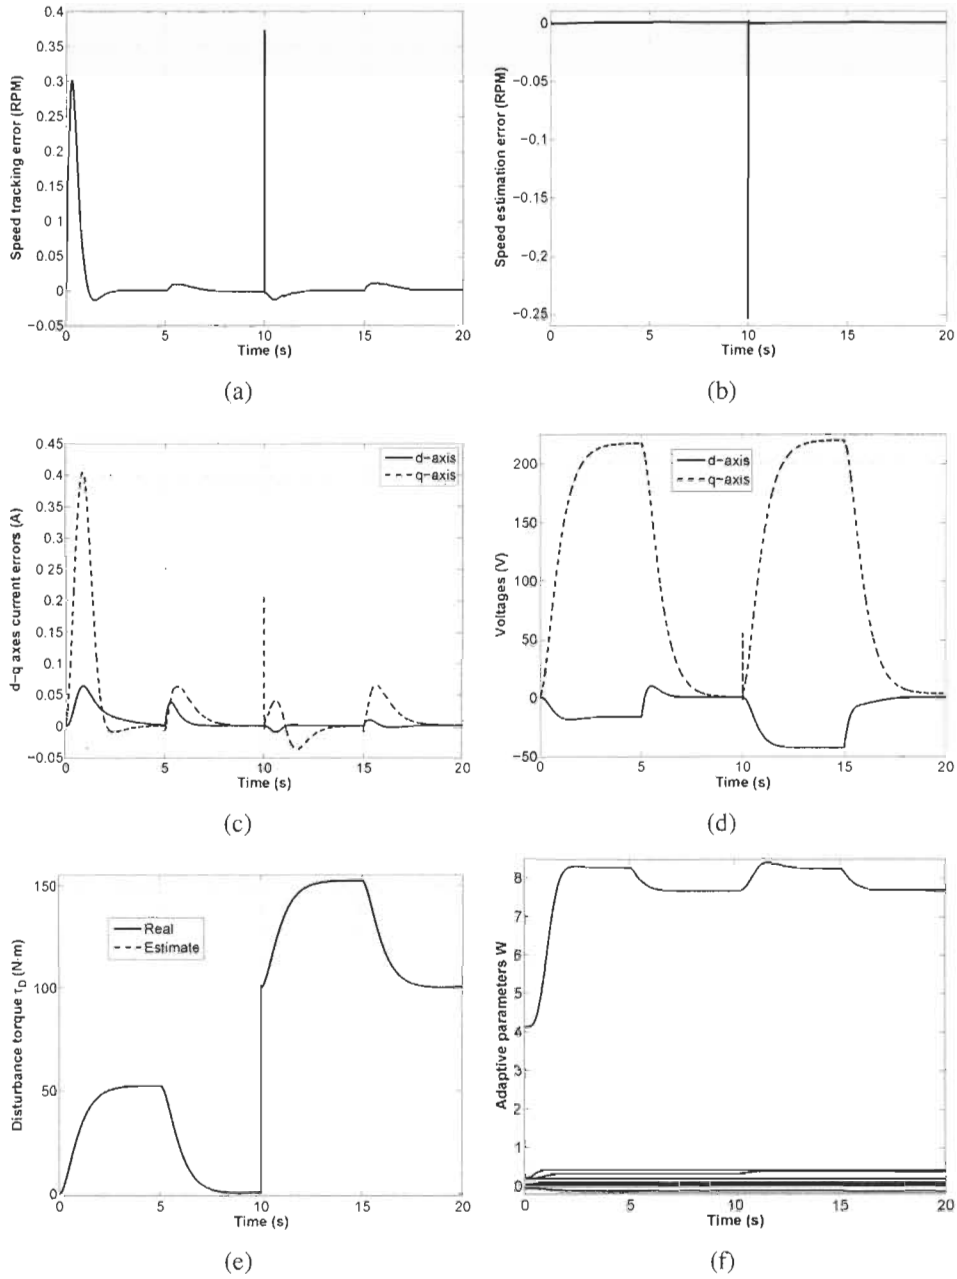 0.4
0.35
0.3
0.25
0.2
0.15
0.1
0.05
0
−0.05
Speed tracking error (RPM)
0 5 10 15 20
Time (s)
(a)
0
−0.05
−0.1
−0.15
−0.2
−0.25
Speed estimation error (RPM)
0 5 10 15 20
Time (s)
(b)
0.45
0.4
0.35
0.3
0.25
0.2
0.15
0.1
0.05
0
−0.05
d−q axes current errors (A)
d−axis
q−axis
0 5 10 15 20
Time (s)
(c)
200
150
100
50
0
−50
Voltages (V)
d−axis
q−axis
0 5 10 15 20
Time (s)
(d)
150
100
50
0
Disturbance torque τD (N·m)
Real
Estimate
0 5 10 15 20
Time (s)
(e)
8
7
6
5
4
3
2
1
0
Adaptive parameters W
0 5 10 15 20
Time (s)
(f)